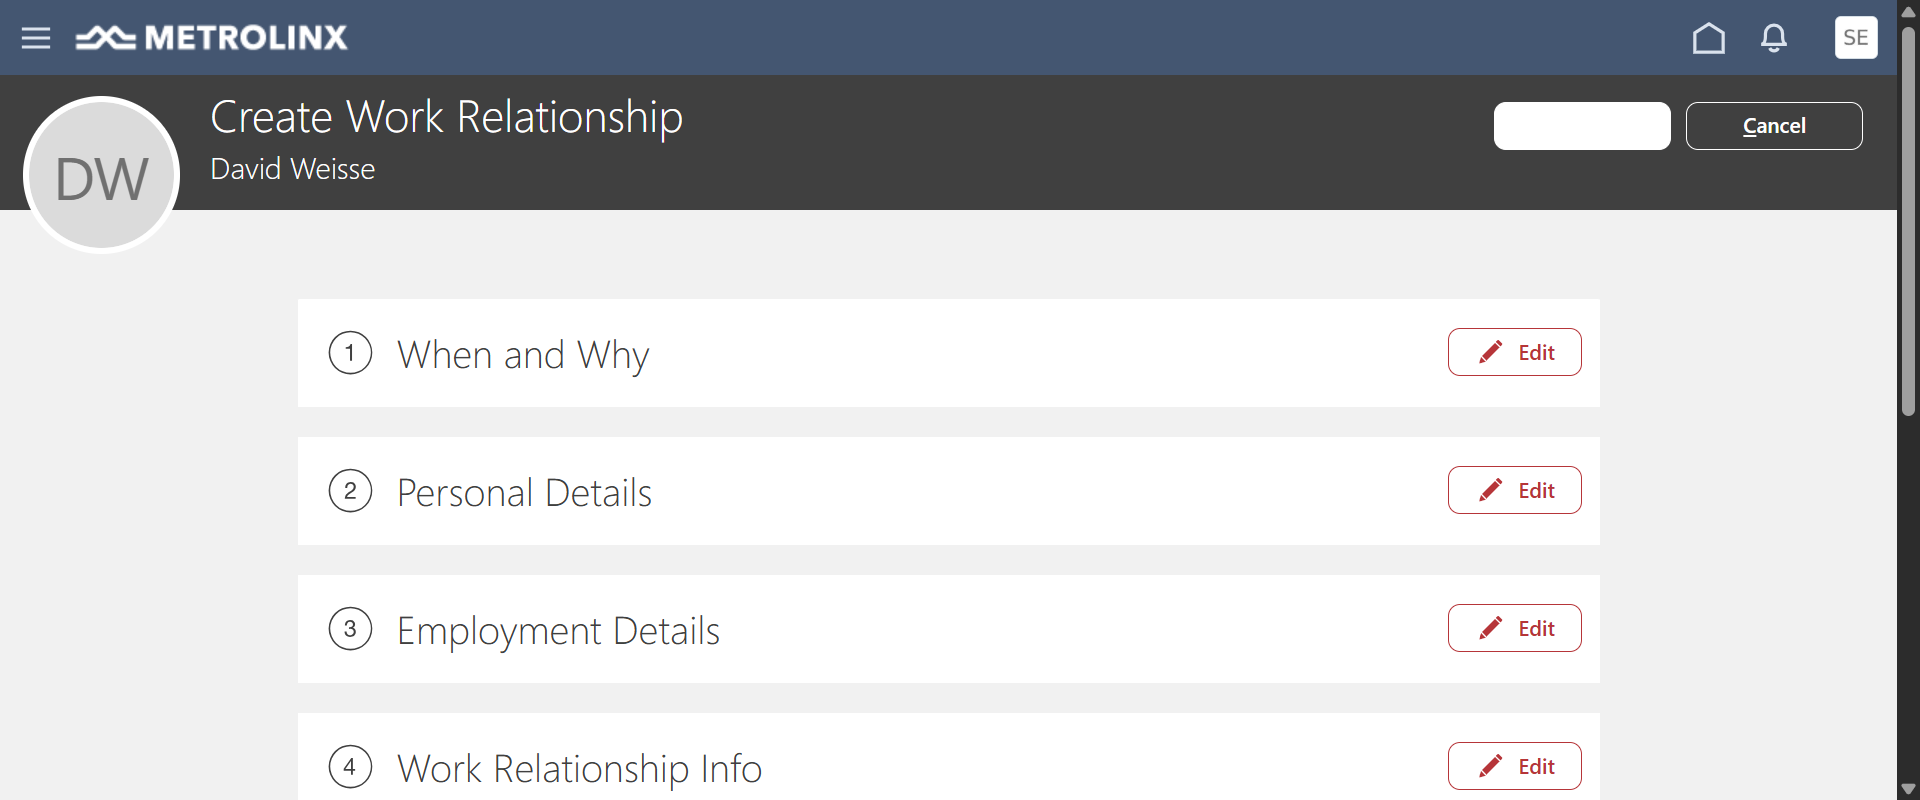 METROLINX
SE
Create Work Relationship
Cancel
DW
David Weisse
1 When and Why
Edit
2 Personal Details
Edit
3 Employment Details
Edit
4 Work Relationship Info
Edit